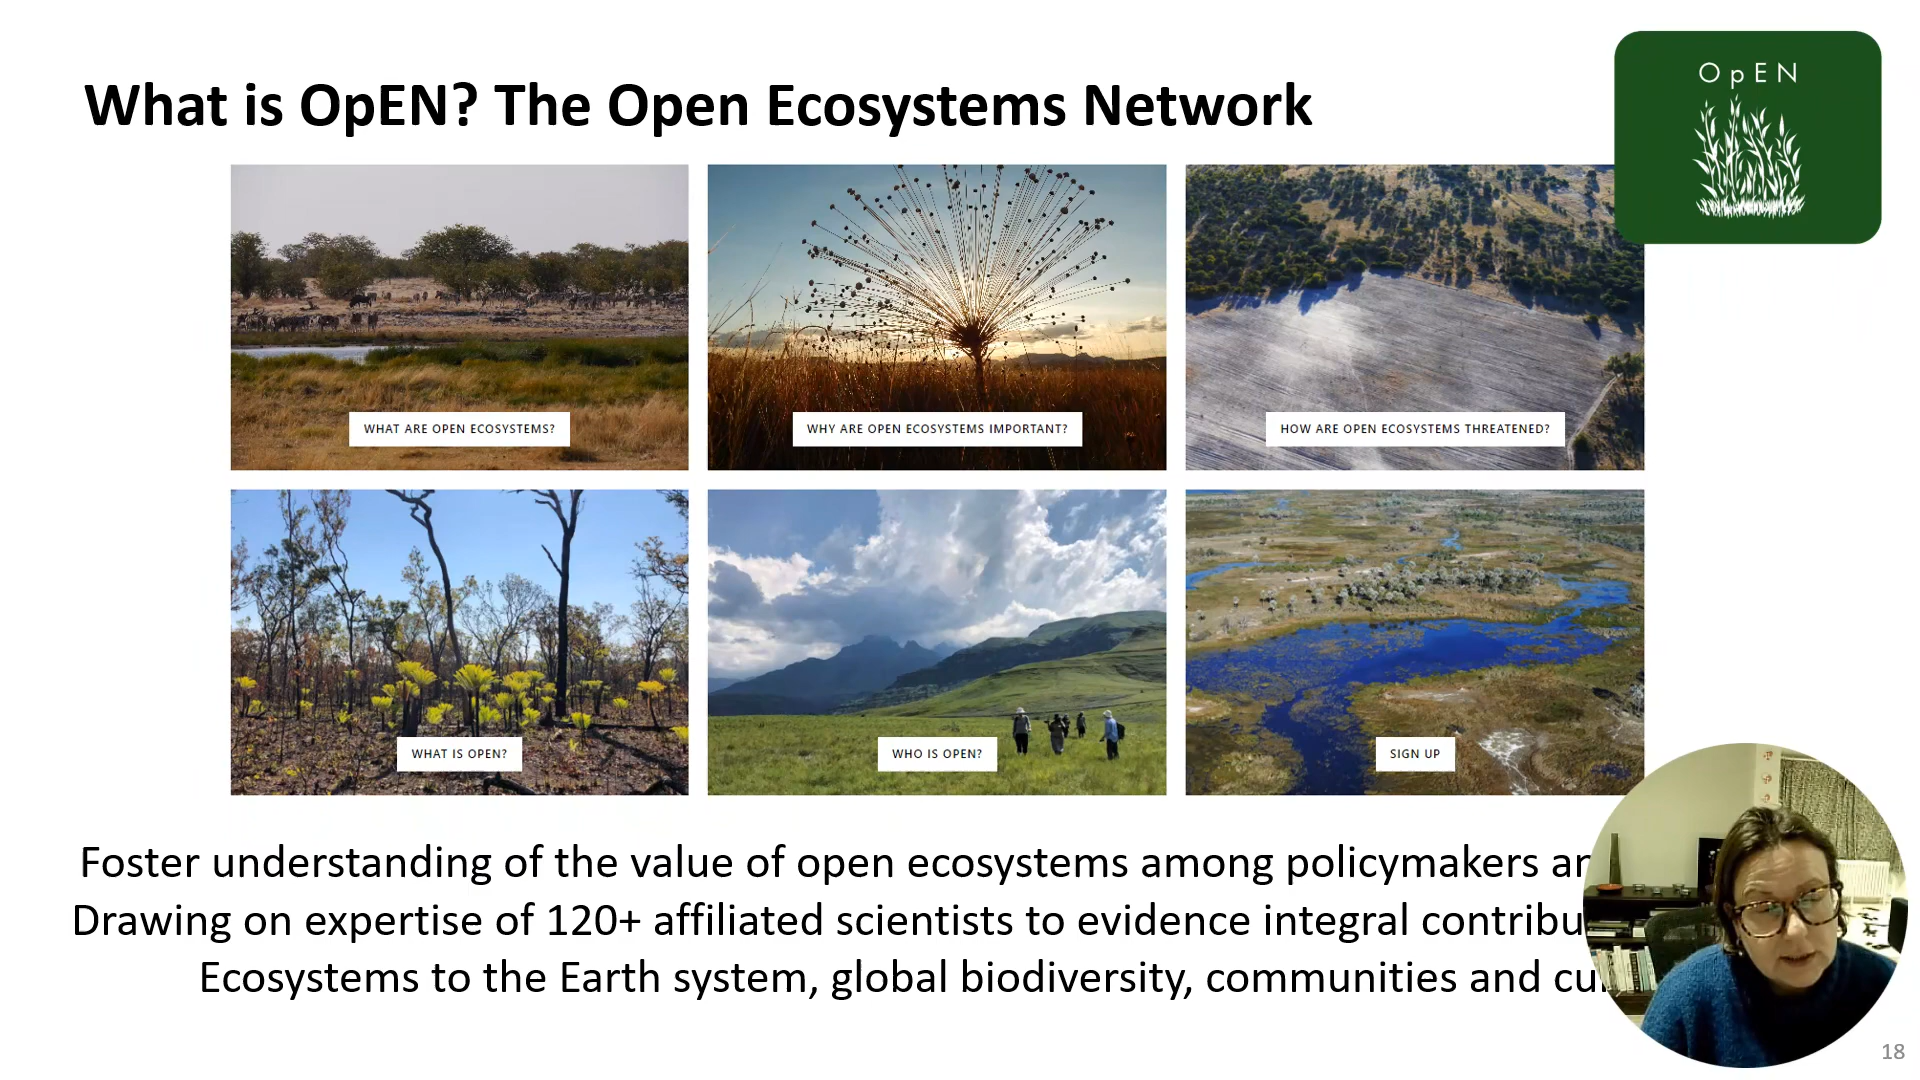 What is OpEN? The Open Ecosystems Network
OpEN
WHAT ARE OPEN ECOSYSTEMS?
WHY ARE OPEN ECOSYSTEMS IMPORTANT?
HOW ARE OPEN ECOSYSTEMS THREATENED?
WHAT IS OPEN?
WHO IS OPEN?
SIGN UP
Foster understanding of the value of open ecosystems among policymakers
Drawing on expertise of 120+ affiliated scientists to evidence integral
Ecosystems to the Earth system, global biodiversity, communities and
18